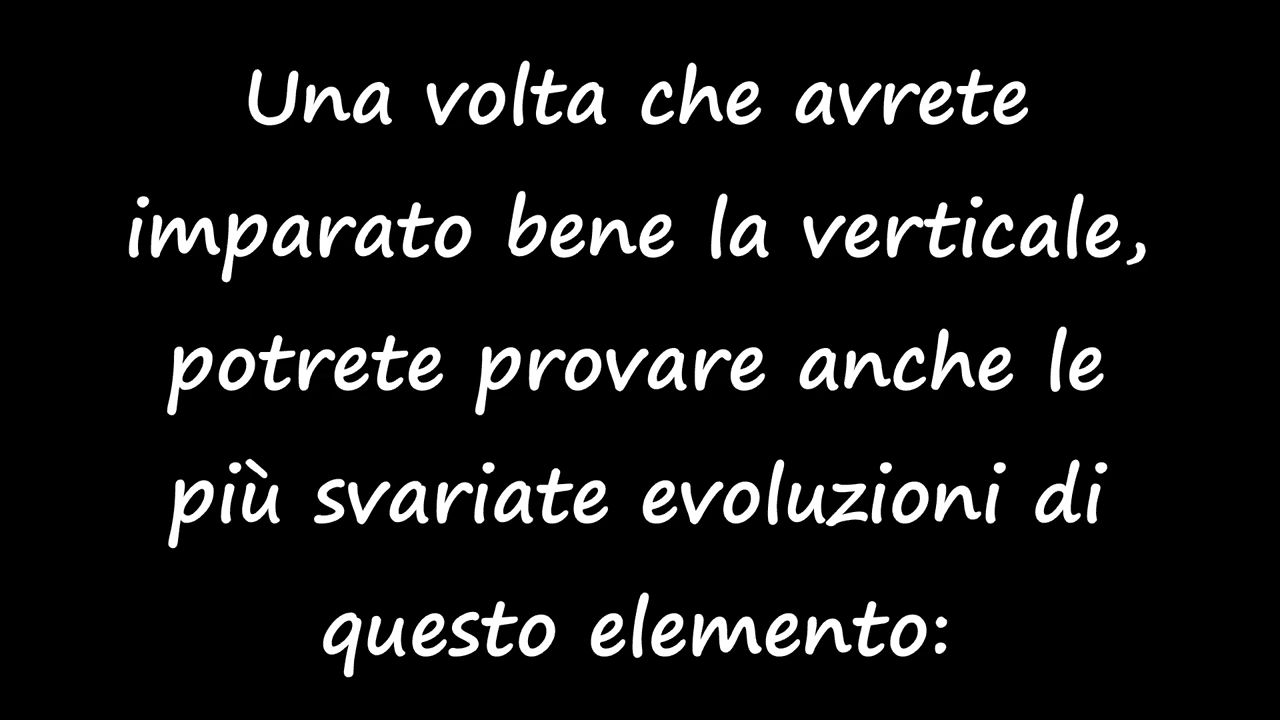 Una volta che avrete
imparato bene la verticale,
potrete provare anche le
più svariate evoluzioni di
questo elemento: